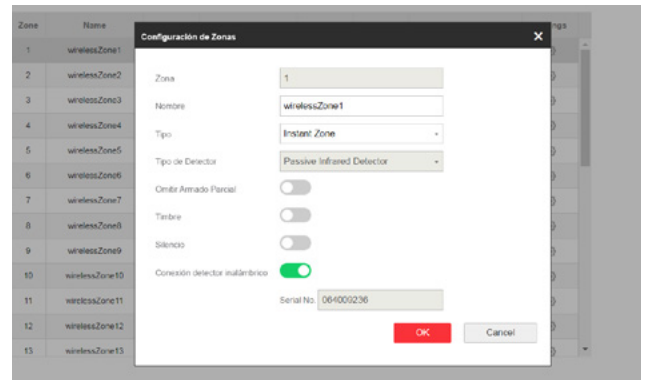 Zone Name ngs
Configuración de Zonas X
1 wirelessZone1
Zona 1
2 wirelessZone2
Nombre wirelessZone1
3 wirelessZone3
Tipo Instant Zone
4 wirelessZone4
5 wirelessZone5
Tipo de Detector Passive Infrared Detector
6 wirelessZone6
Omitir Armado Parcial
7 wirelessZone7
Timbre
8 wirelessZone8
Silencio
9 wirelessZone9
Conexión detector inalámbrico
10 wirelessZone10
11 wirelessZone11
Serial No. 064009236
12 wirelessZone12
OK Cancel
13 wirelessZone13